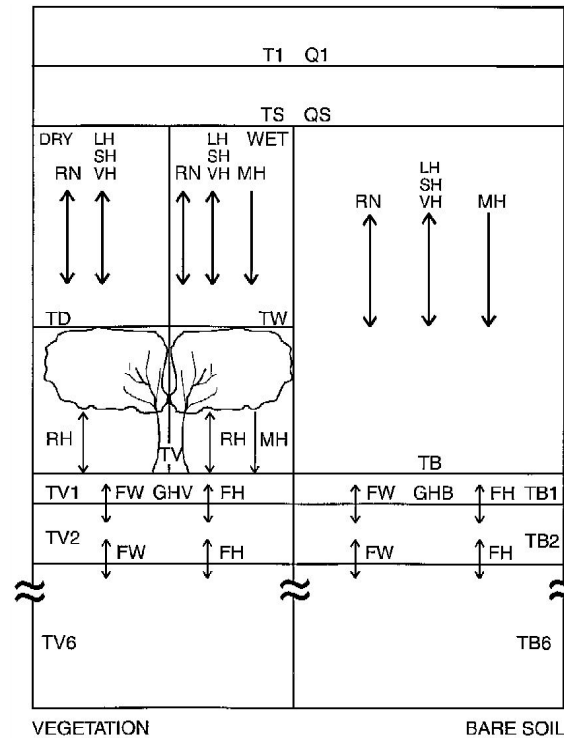 T1 Q1
TS QS
DRY LH SH VH RN
LH SH VH WET RN MH
LH SH VH RN MH
TD TW
RH TV RH MH
TB
TV1 FW GHV FH FW GHB FH TB1
TV2 TB2
FW FH FW FH
TV6 TB6
VEGETATION BARE SOIL